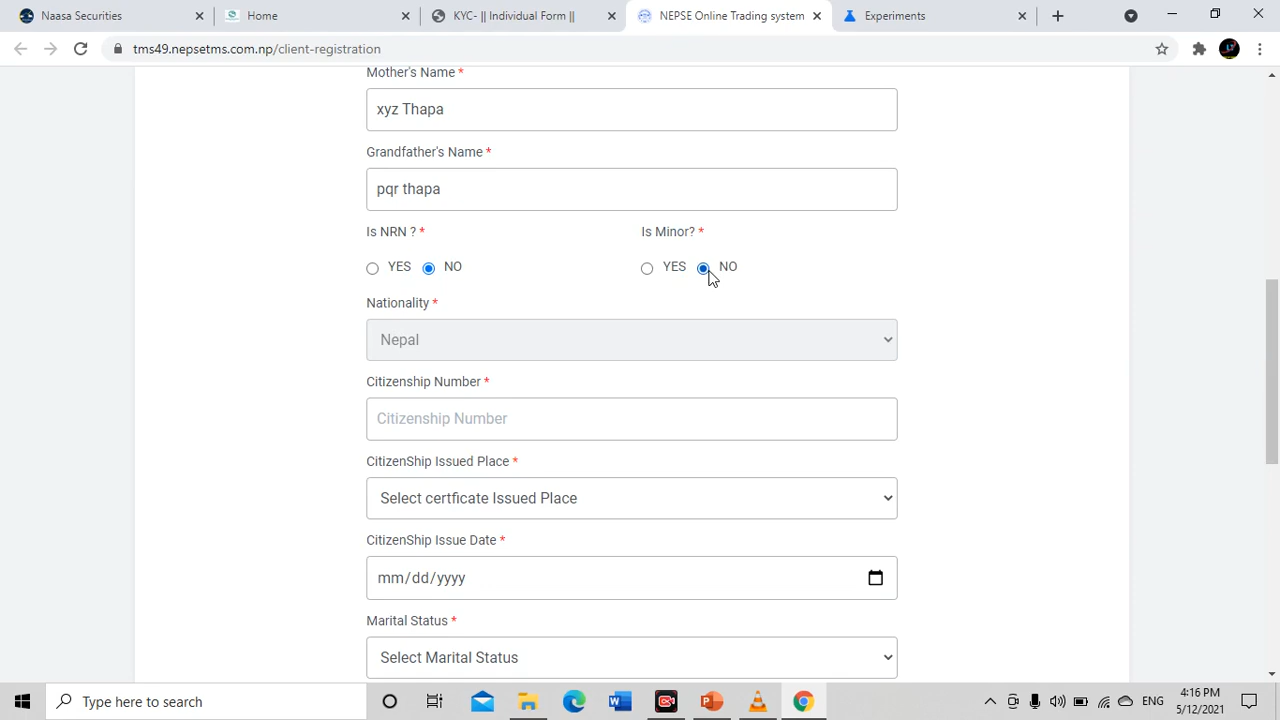 Naasa Securities
Home
KYC- || Individual Form ||
NEPSE Online Trading system
Experiments
tms49.nepsetms.com.np/client-registration
Mother's Name *
xyz Thapa
Grandfather's Name *
pqr thapa
Is NRN ? *
Is Minor? *
YES NO
YES NO
Nationality *
Nepal
Citizenship Number *
Citizenship Number
CitizenShip Issued Place *
Select certficate Issued Place
CitizenShip Issue Date *
mm/dd/yyyy
Marital Status *
Select Marital Status
Type here to search
ENG
4:16 PM
5/12/2021